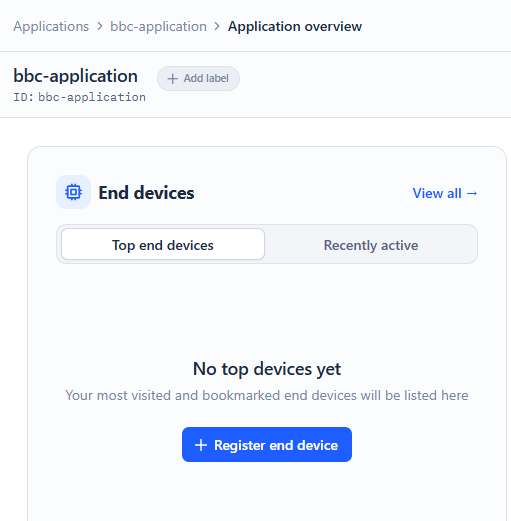 Applications > bbc-application > Application overview
bbc-application + Add label
ID: bbc-application
End devices View all →
Top end devices Recently active
No top devices yet
Your most visited and bookmarked end devices will be listed here
+ Register end device